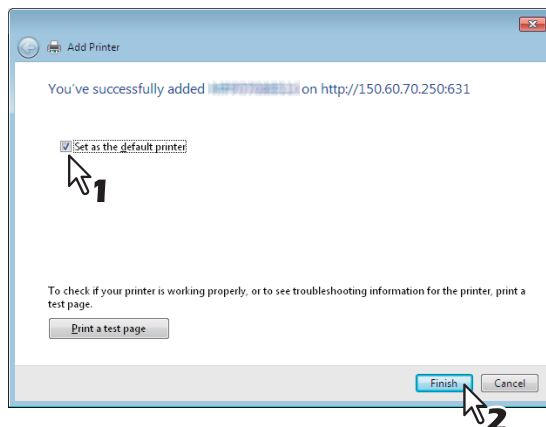 Add Printer
You've successfully added on http://150.60.70.250:631
Set as the default printer
1
To check if your printer is working properly, or to see troubleshooting information for the printer, print a
test page.
Print a test page
Finish Cancel
2